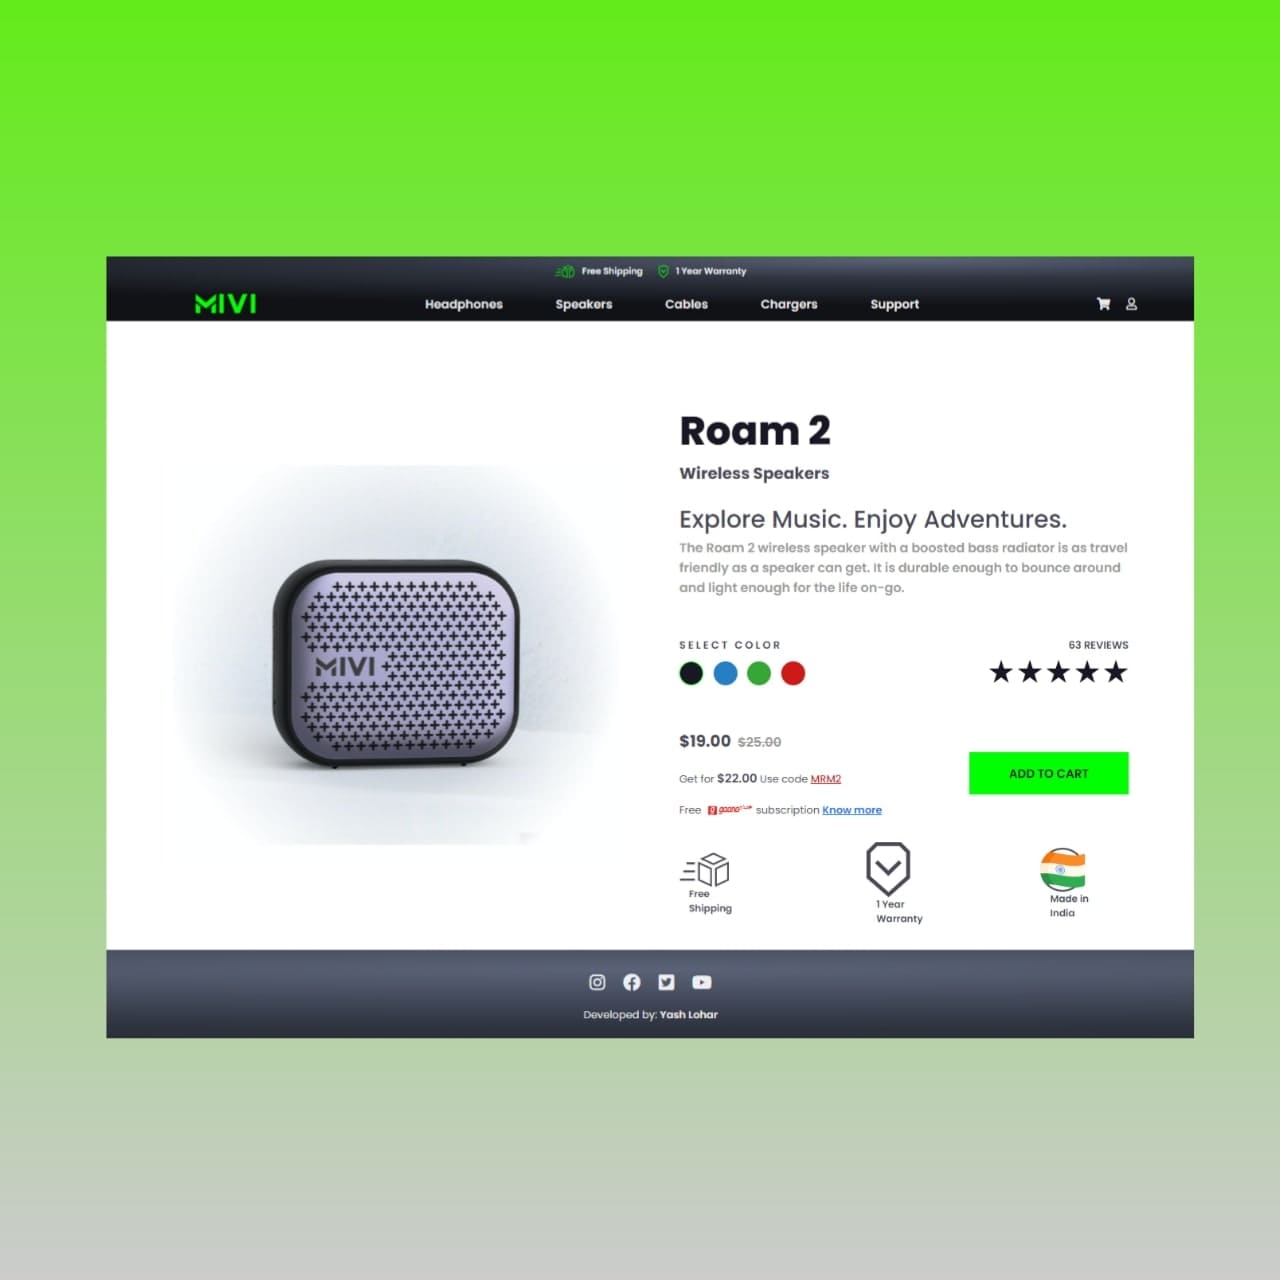 Free Shipping 1 Year Warranty
MIVI Headphones Speakers Cables Chargers Support
Roam 2
Wireless Speakers
Explore Music. Enjoy Adventures.
The Roam 2 wireless speaker with a boosted bass radiator is as travel
friendly as a speaker can get. It is durable enough to bounce around
and light enough for the life on-go.
MIVI
SELECT COLOR
63 REVIEWS
$19.00 $25.00
Get for $22.00 Use code MRM2
ADD TO CART
Free gaana subscription Know more
Free
Shipping
1 Year
Warranty
Made in
India
Developed by: Yash Lohar